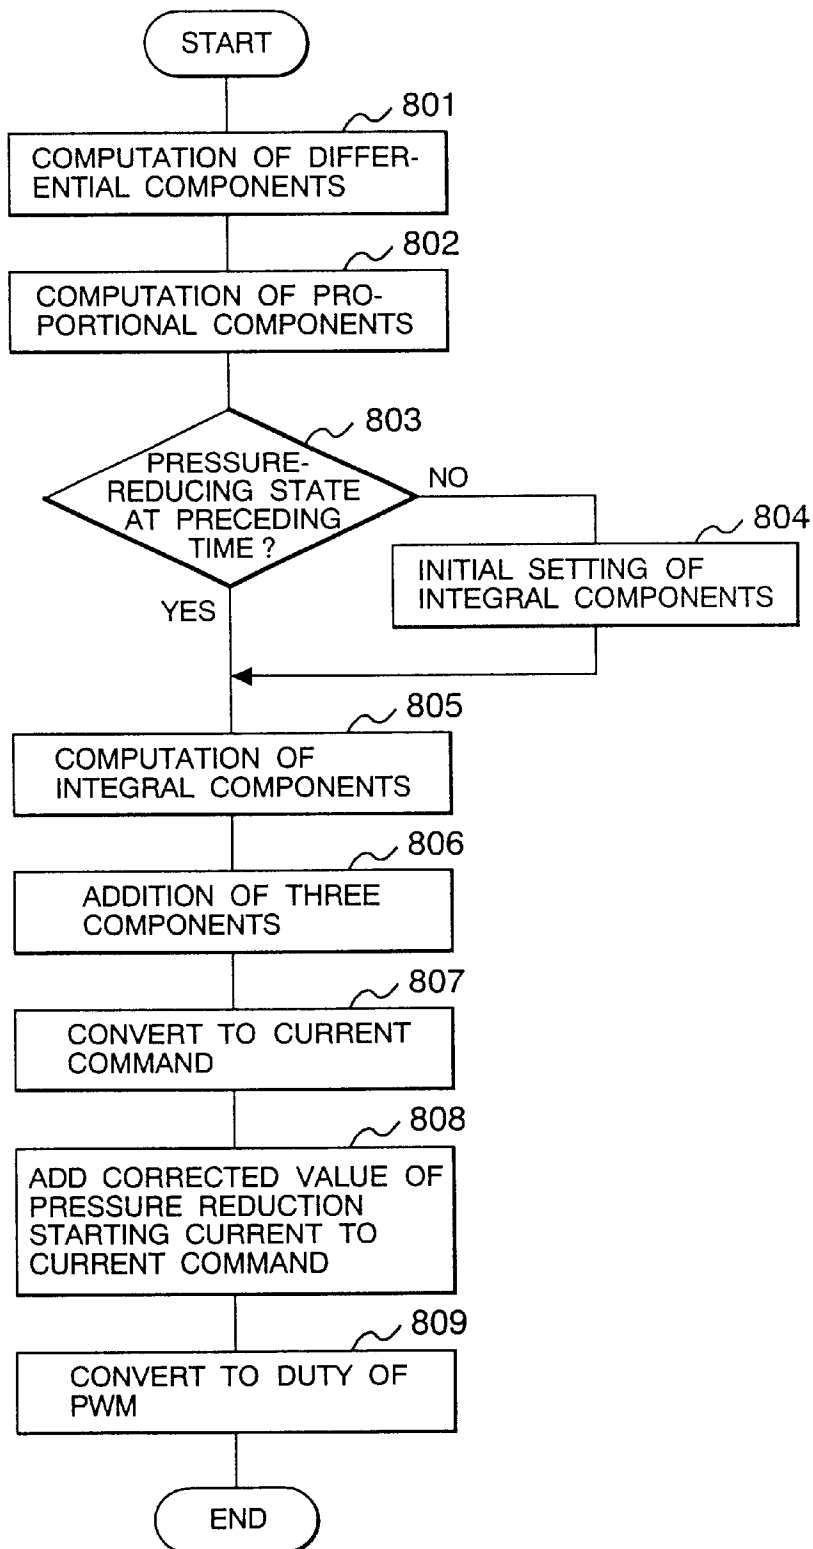 START
801
COMPUTATION OF DIFFER-
ENTIAL COMPONENTS
802
COMPUTATION OF PRO-
PORTIONAL COMPONENTS
803
PRESSURE-
REDUCING STATE
AT PRECEDING
TIME ?
NO
YES
804
INITIAL SETTING OF
INTEGRAL COMPONENTS
805
COMPUTATION OF
INTEGRAL COMPONENTS
806
ADDITION OF THREE
COMPONENTS
807
CONVERT TO CURRENT
COMMAND
808
ADD CORRECTED VALUE OF
PRESSURE REDUCTION
STARTING CURRENT TO
CURRENT COMMAND
809
CONVERT TO DUTY OF
PWM
END